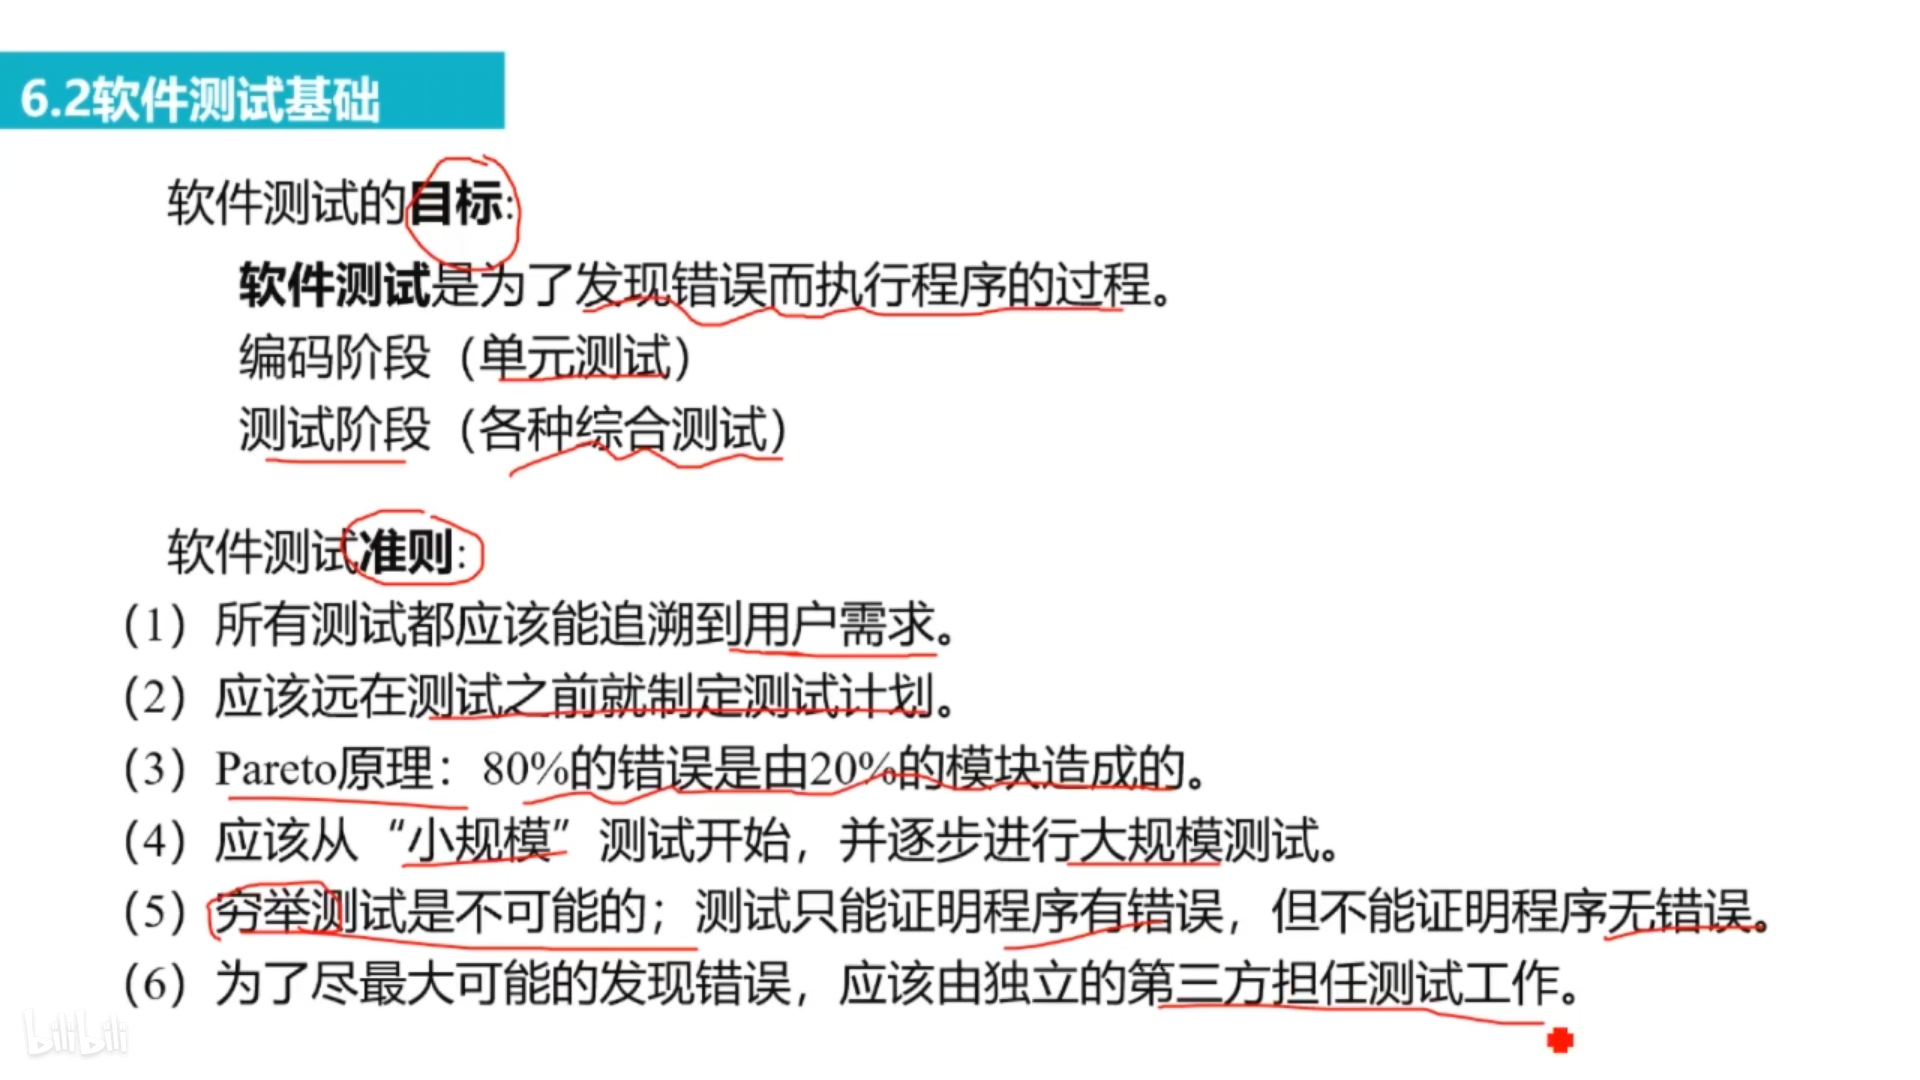 6.2软件测试基础
软件测试的目标:
软件测试是为了发现错误而执行程序的过程。
编码阶段（单元测试）
测试阶段（各种综合测试）
软件测试准则:
（1）所有测试都应该能追溯到用户需求。
（2）应该远在测试之前就制定测试计划。
（3）Pareto原理：80%的错误是由20%的模块造成的。
（4）应该从“小规模”测试开始，并逐步进行大规模测试。
（5）穷举测试是不可能的；测试只能证明程序有错误，但不能证明程序无错误。
（6）为了尽最大可能的发现错误，应该由独立的第三方担任测试工作。
bilibili